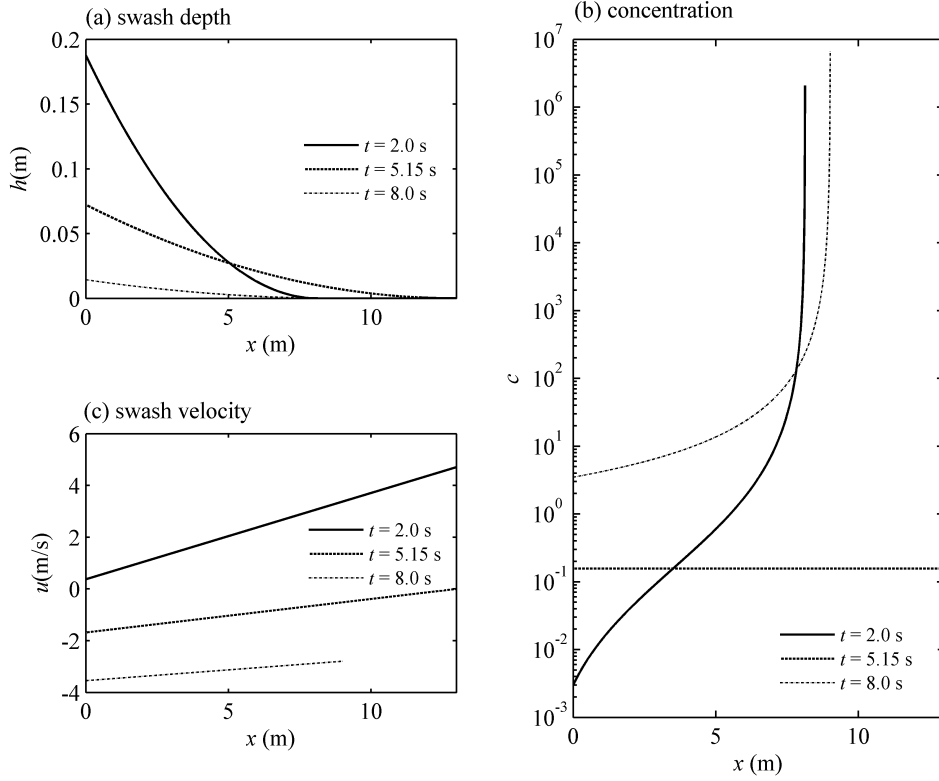 (a) swash depth
0.2
0.15
0.1
0.05
0
h(m)
t = 2.0 s
t = 5.15 s
t = 8.0 s
0 5 10
x (m)
(b) concentration
10^7
10^6
10^5
10^4
10^3
10^2
10^1
10^0
10^-1
10^-2
10^-3
c
t = 2.0 s
t = 5.15 s
t = 8.0 s
0 5 10
x (m)
(c) swash velocity
6
4
2
0
-2
-4
u(m/s)
t = 2.0 s
t = 5.15 s
t = 8.0 s
0 5 10
x (m)